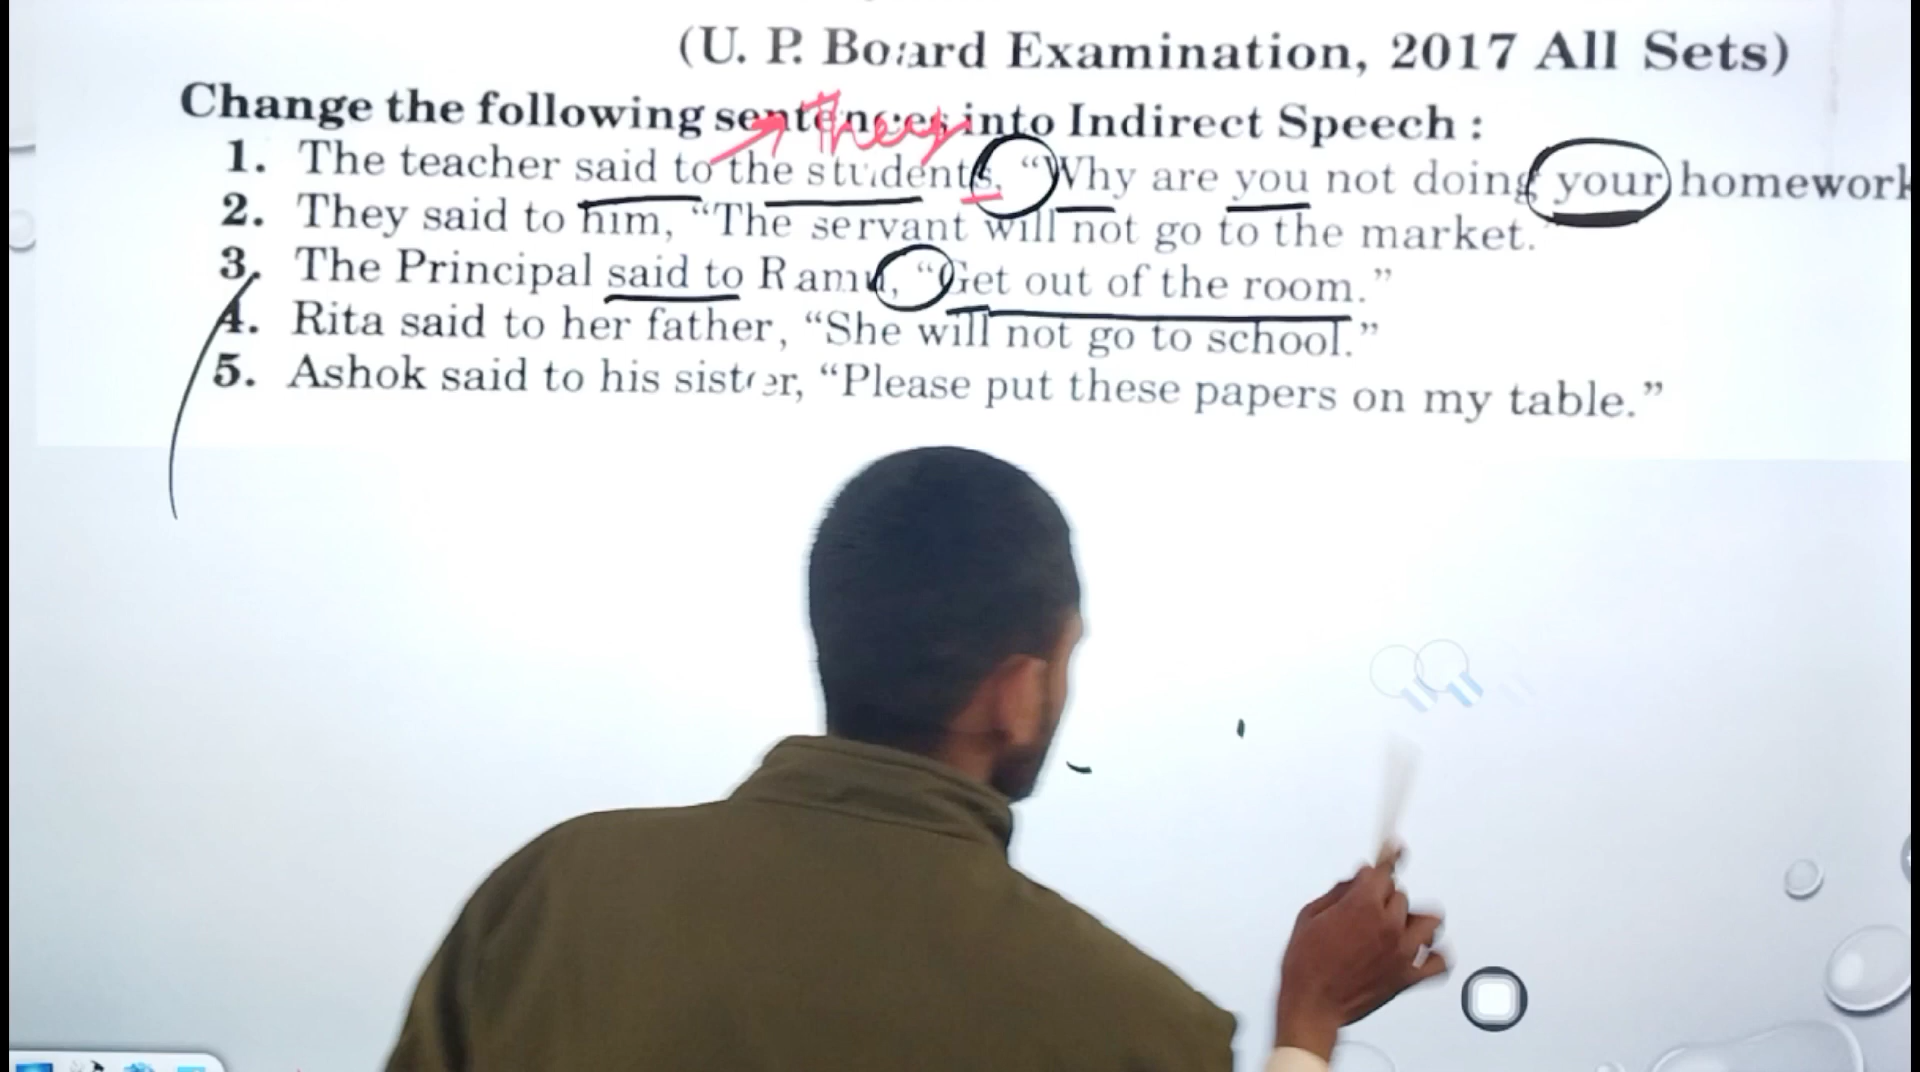 (U. P. Board Examination, 2017 All Sets)
Change the following sentences into Indirect Speech :
they
1. The teacher said to the students, “Why are you not doing your homework
2. They said to him, “The servant will not go to the market.
3. The Principal said to Ramu, “Get out of the room.”
4. Rita said to her father, “She will not go to school.”
5. Ashok said to his sister, “Please put these papers on my table.”